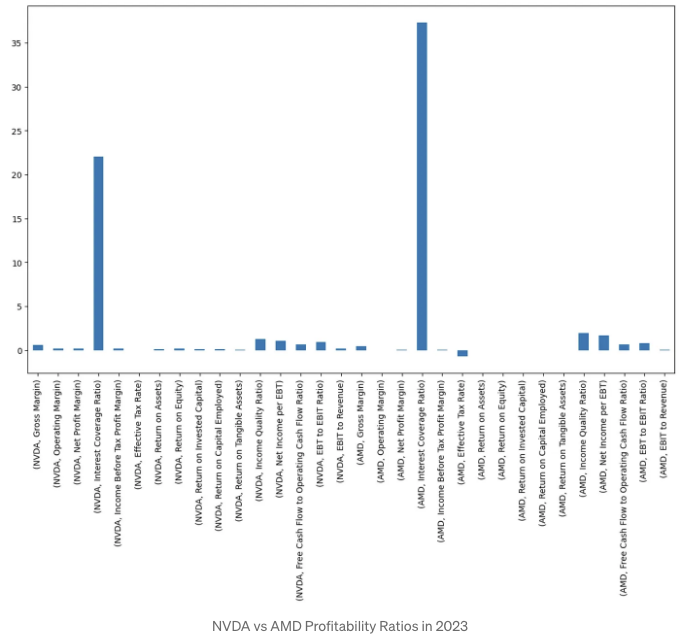 35
30
25
20
15
10
5
0
(NVDA, Gross Margin)
(NVDA, Operating Margin)
(NVDA, Net Profit Margin)
(NVDA, Interest Coverage Ratio)
(NVDA, Income Before Tax Profit Margin)
(NVDA, Effective Tax Rate)
(NVDA, Return on Assets)
(NVDA, Return on Equity)
(NVDA, Return on Invested Capital)
(NVDA, Return on Capital Employed)
(NVDA, Return on Tangible Assets)
(NVDA, Income Quality Ratio)
(NVDA, Net Income per EBT)
(NVDA, Free Cash Flow to Operating Cash Flow Ratio)
(NVDA, EBT to EBIT Ratio)
(NVDA, EBIT to Revenue)
(AMD, Gross Margin)
(AMD, Operating Margin)
(AMD, Net Profit Margin)
(AMD, Interest Coverage Ratio)
(AMD, Income Before Tax Profit Margin)
(AMD, Effective Tax Rate)
(AMD, Return on Assets)
(AMD, Return on Equity)
(AMD, Return on Invested Capital)
(AMD, Return on Capital Employed)
(AMD, Return on Tangible Assets)
(AMD, Income Quality Ratio)
(AMD, Net Income per EBT)
(AMD, Free Cash Flow to Operating Cash Flow Ratio)
(AMD, EBT to EBIT Ratio)
(AMD, EBIT to Revenue)
NVDA vs AMD Profitability Ratios in 2023